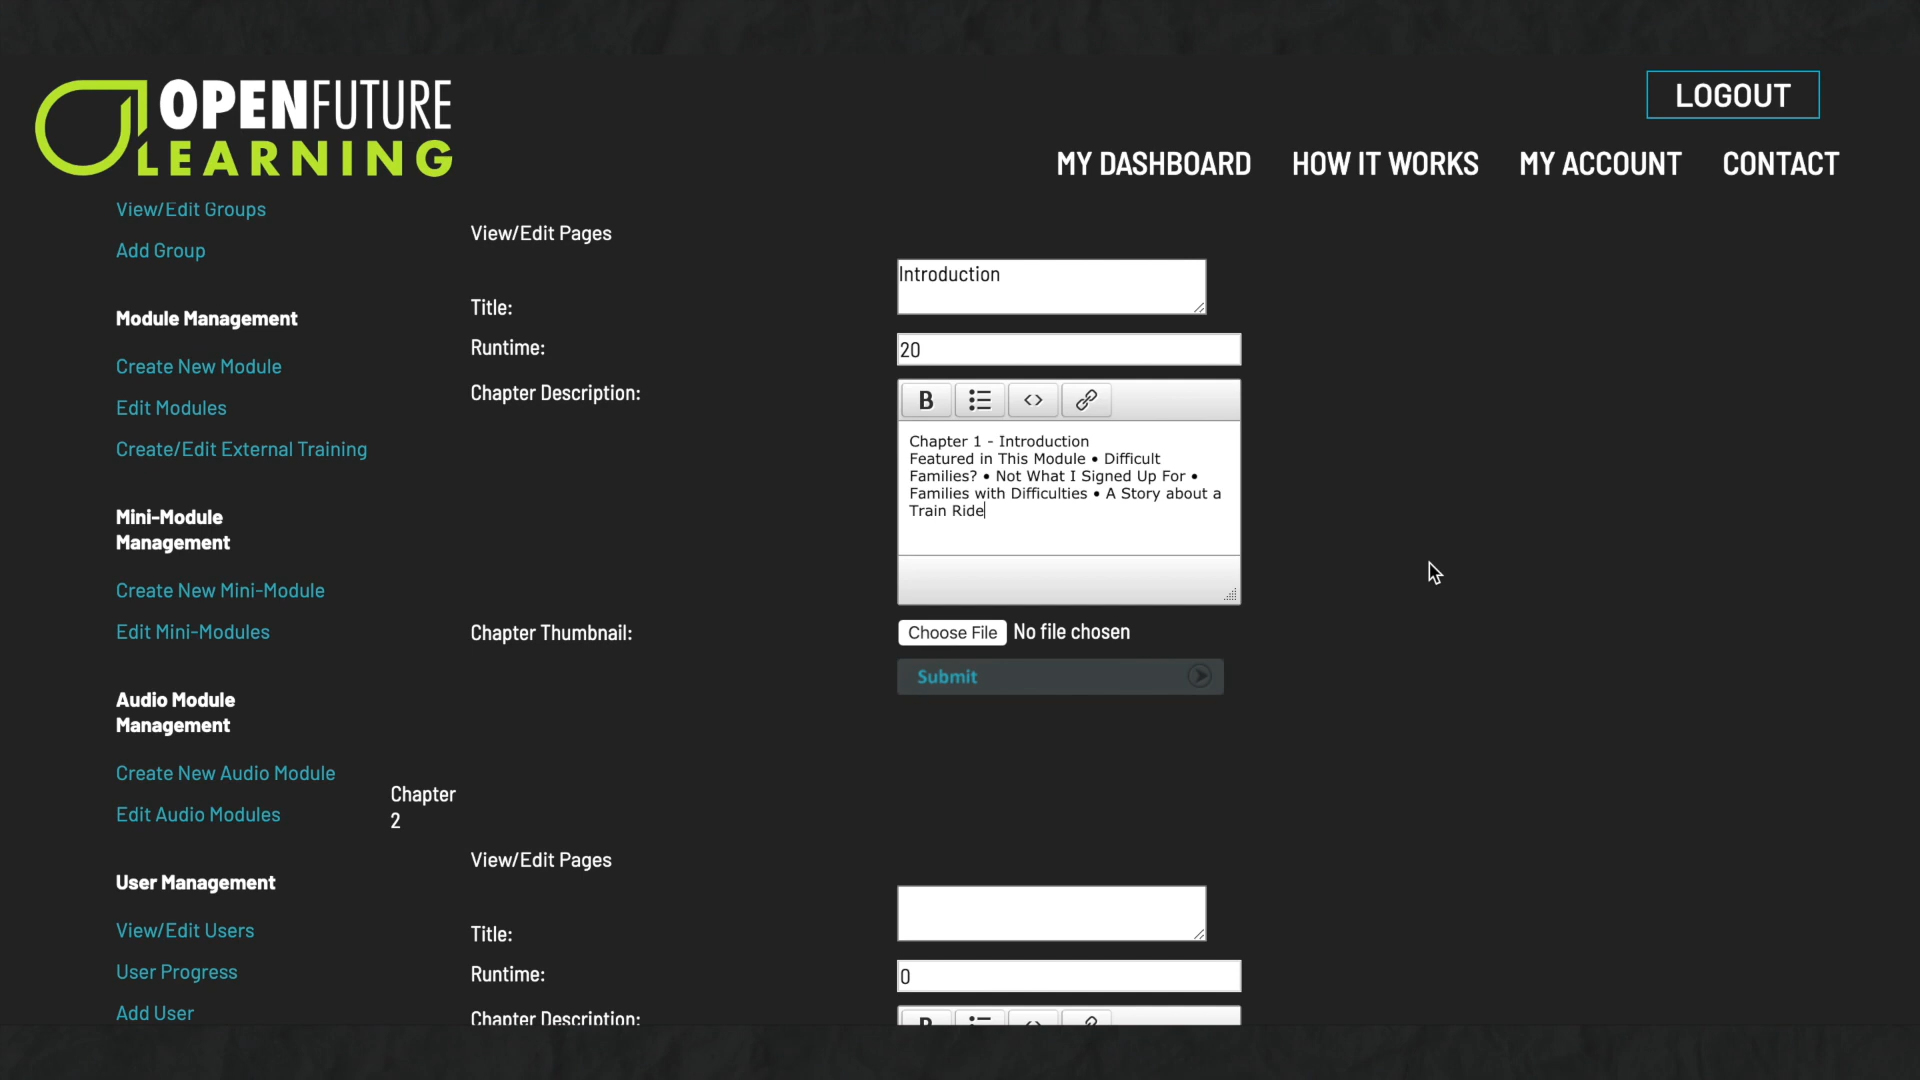 OPENFUTURE
LEARNING
LOGOUT
MY DASHBOARD HOW IT WORKS MY ACCOUNT CONTACT
View/Edit Groups
Add Group
Module Management
Create New Module
Edit Modules
Create/Edit External Training
Mini-Module
Management
Create New Mini-Module
Edit Mini-Modules
Audio Module
Management
Create New Audio Module
Edit Audio Modules
User Management
View/Edit Users
User Progress
Add User
View/Edit Pages
Title:
Introduction
Runtime:
20
Chapter Description:
B
Chapter 1 - Introduction
Featured in This Module • Difficult
Families? • Not What I Signed Up For •
Families with Difficulties • A Story about a
Train Ride
Chapter Thumbnail:
Choose File No file chosen
Submit
Chapter
2
View/Edit Pages
Title:
Runtime:
0
Chapter Description:
B